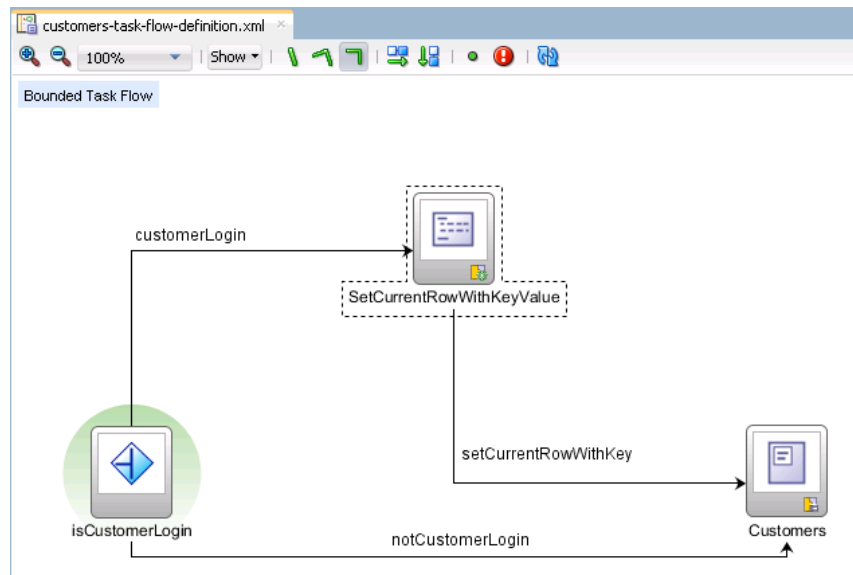 customers-task-flow-definition.xml
100%
Show
Bounded Task Flow
customerLogin
SetCurrentRowWithKeyValue
setCurrentRowWithKey
isCustomerLogin
Customers
notCustomerLogin